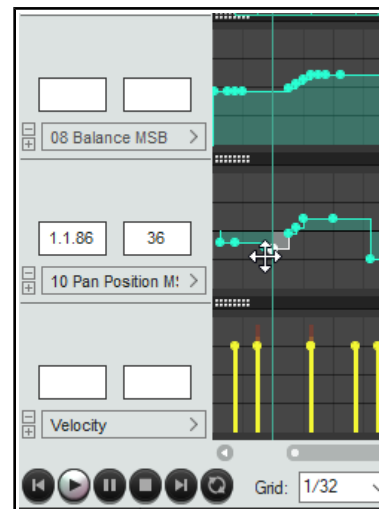 08 Balance MSB
1.1.86 36
10 Pan Position M
Velocity
Grid: 1/32